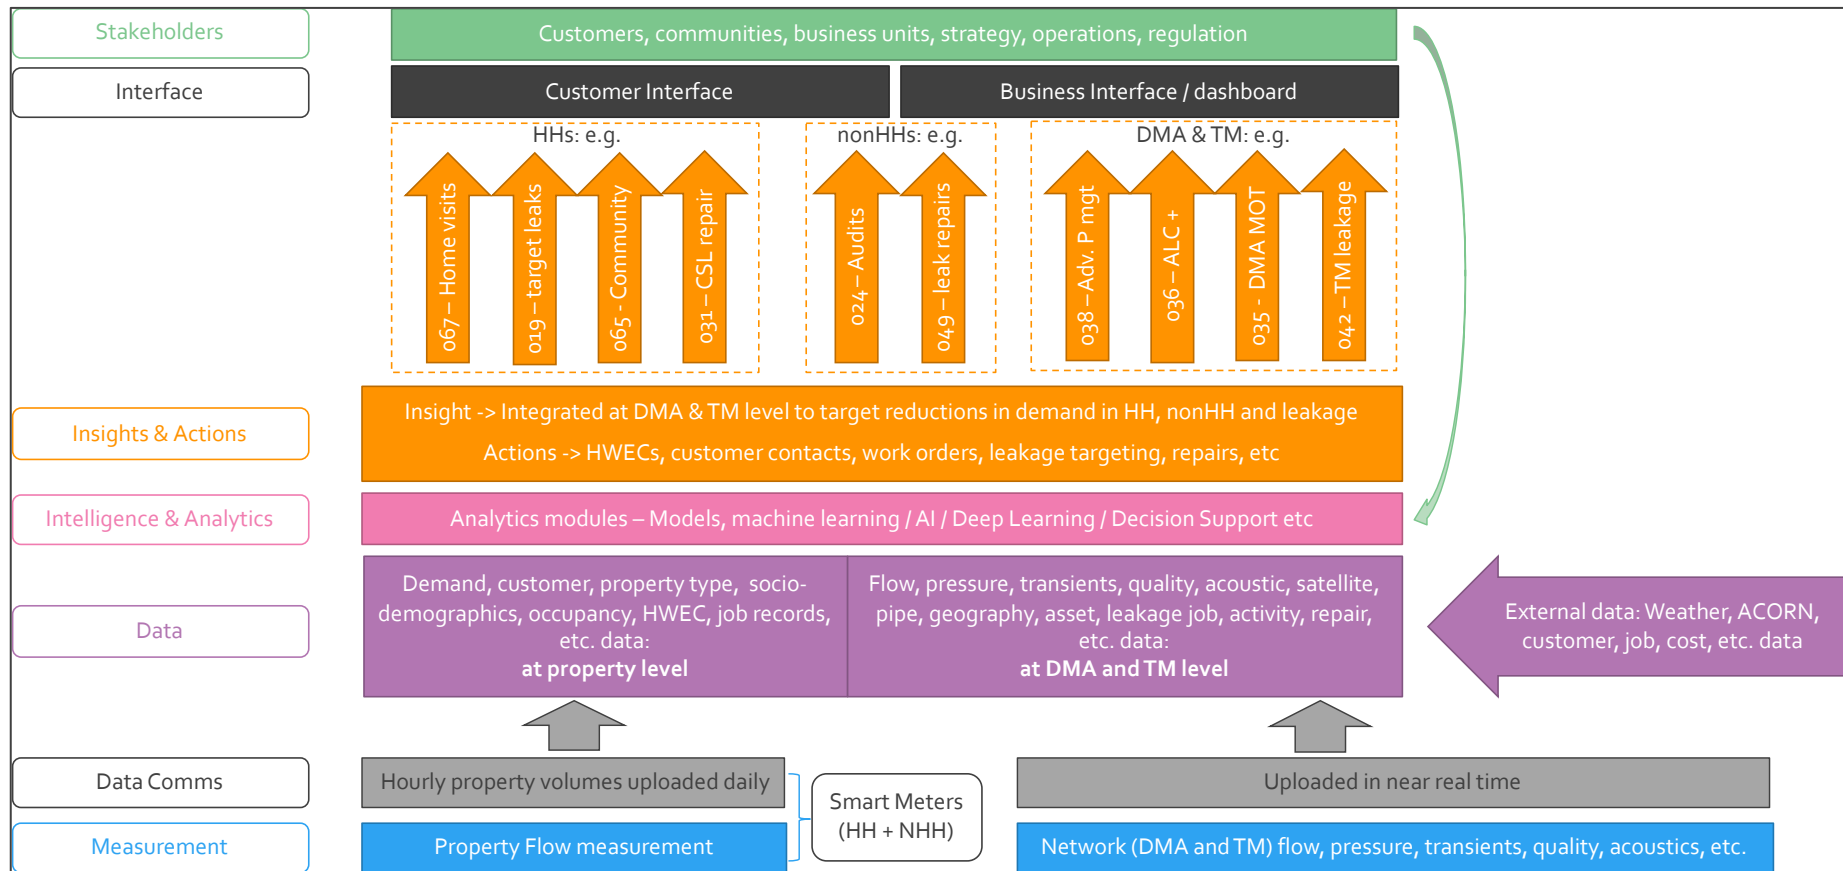 Stakeholders
Customers, communities, business units, strategy, operations, regulation
Interface
Customer Interface
Business Interface / dashboard
HHs: e.g.
nonHHs: e.g.
DMA & TM: e.g.
067 – Home visits
019 – target leaks
065 - Community
031 – CSL repair
024 – Audits
049 – leak repairs
038 – Adv. P mgt
036 – ALC +
035 - DMA MOT
042 – TM leakage
Insights & Actions
Insight -> Integrated at DMA & TM level to target reductions in demand in HH, nonHH and leakage
Actions -> HWECs, customer contacts, work orders, leakage targeting, repairs, etc
Intelligence & Analytics
Analytics modules – Models, machine learning / AI / Deep Learning / Decision Support etc
Data
Demand, customer, property type, socio-
demographics, occupancy, HWEC, job records,
etc. data:
at property level
Flow, pressure, transients, quality, acoustic, satellite,
pipe, geography, asset, leakage job, activity, repair,
etc. data:
at DMA and TM level
External data: Weather, ACORN,
customer, job, cost, etc. data
Data Comms
Hourly property volumes uploaded daily
Smart Meters
(HH + NHH)
Uploaded in near real time
Measurement
Property Flow measurement
Network (DMA and TM) flow, pressure, transients, quality, acoustics, etc.